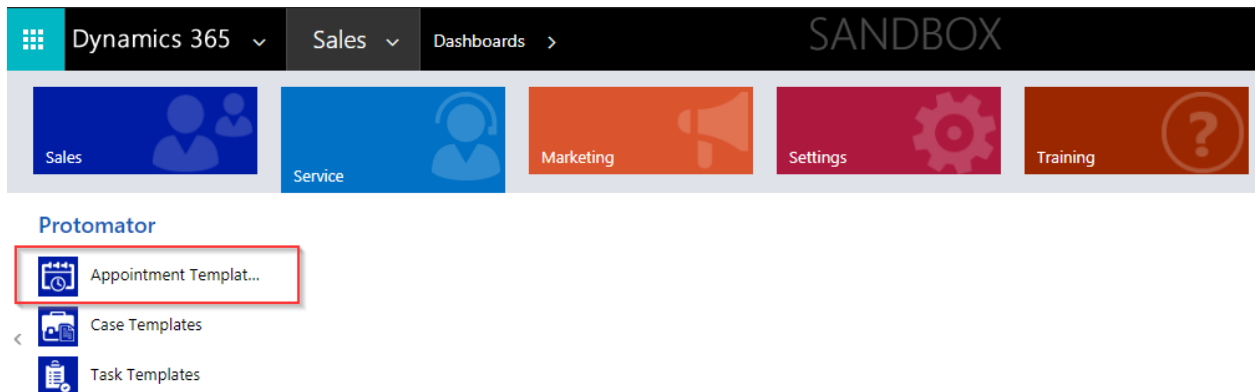 Dynamics 365 Sales Dashboards SANDBOX
Sales Service Marketing Settings Training
Protomator
Appointment Templat...
Case Templates
Task Templates